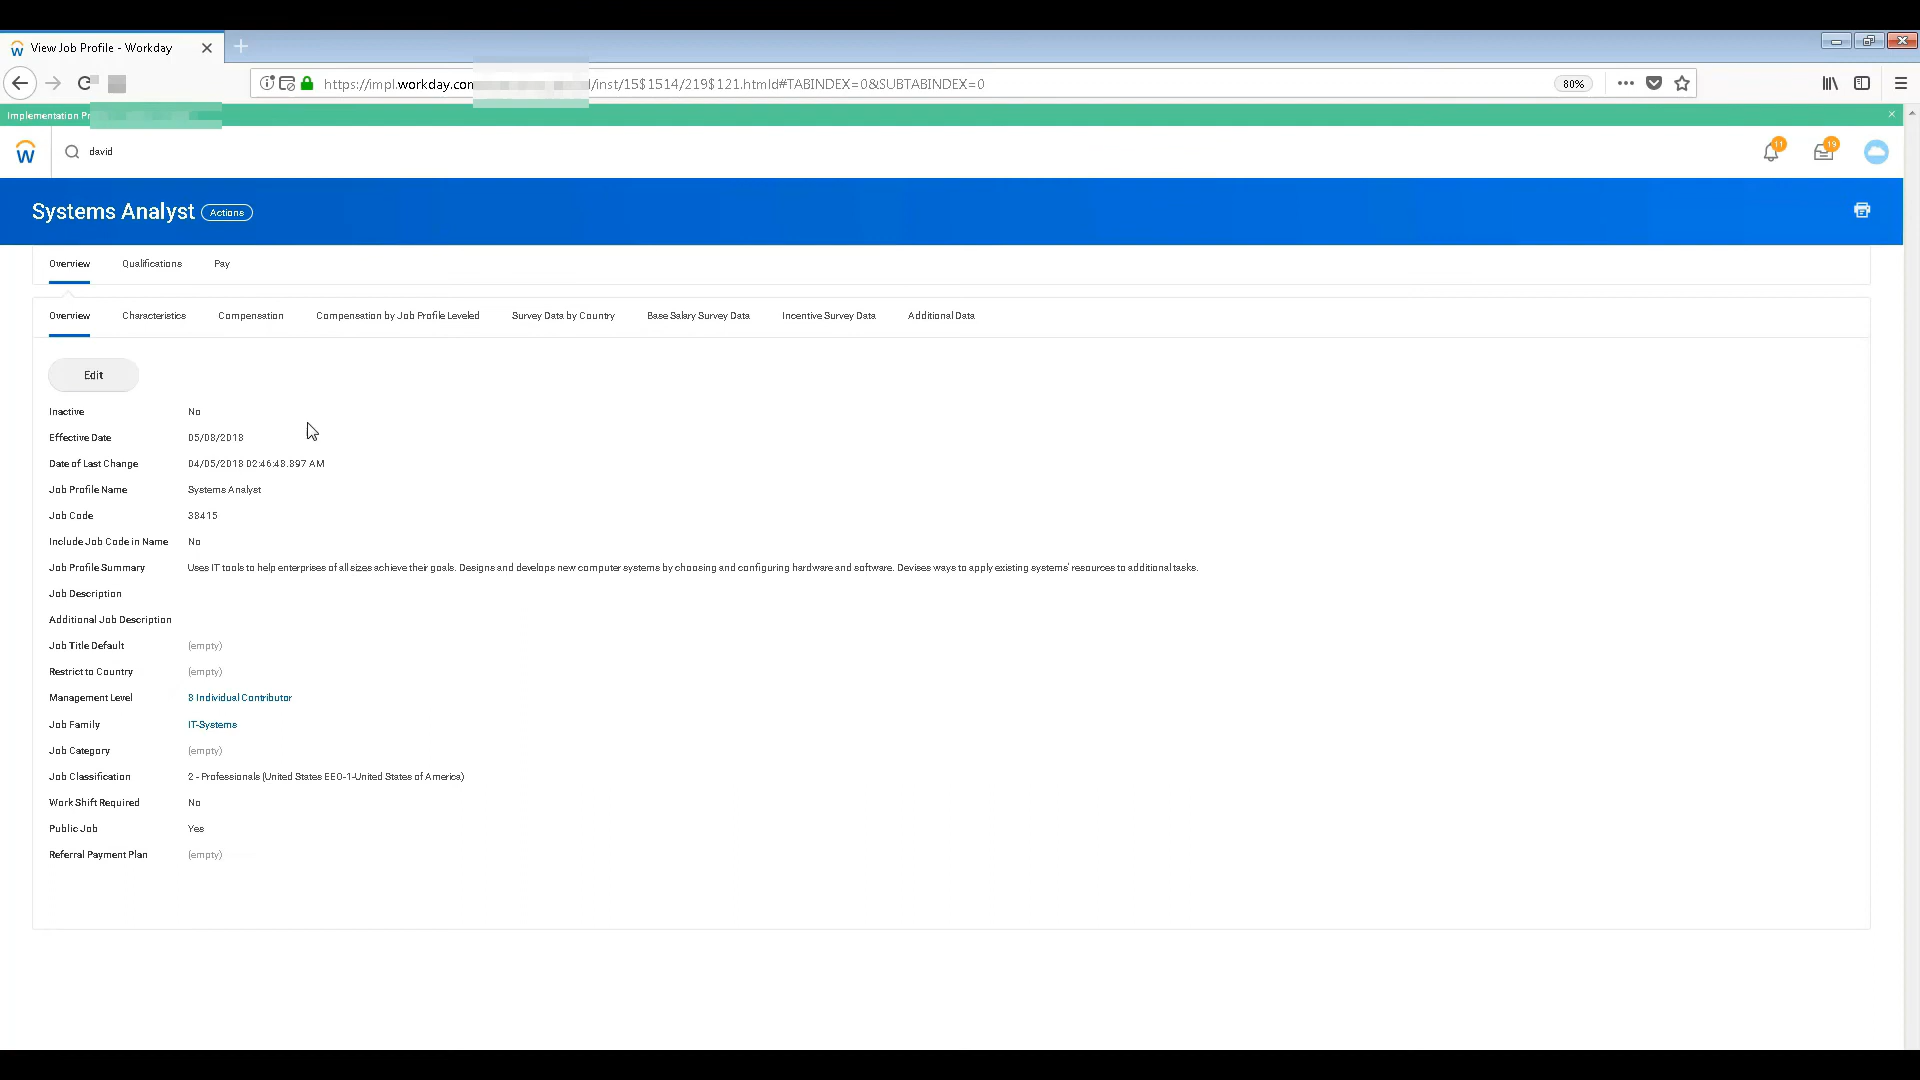 View Job Profile - Workday
https://impl.workday.com /inst/15$1514/219$121.htmld#TABINDEX=0&SUBTABINDEX=0
80%
Implementation Pr
david
11
19
Systems Analyst
Actions
Overview Qualifications Pay
Overview Characteristics Compensation Compensation by Job Profile Leveled Survey Data by Country Base Salary Survey Data Incentive Survey Data Additional Data
Edit
Inactive No
Effective Date 05/08/2018
Date of Last Change 04/05/2018 02:46:48.897 AM
Job Profile Name Systems Analyst
Job Code 38415
Include Job Code in Name No
Job Profile Summary Uses IT tools to help enterprises of all sizes achieve their goals. Designs and develops new computer systems by choosing and configuring hardware and software. Devises ways to apply existing systems' resources to additional tasks.
Job Description
Additional Job Description
Job Title Default (empty)
Restrict to Country (empty)
Management Level 8 Individual Contributor
Job Family IT-Systems
Job Category (empty)
Job Classification 2 - Professionals (United States EEO-1-United States of America)
Work Shift Required No
Public Job Yes
Referral Payment Plan (empty)